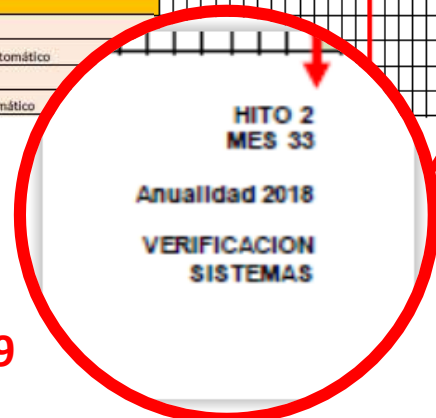 tomático
mático
HITO 2
MES 33
Anualidad 2018
VERIFICACION
SISTEMAS
9